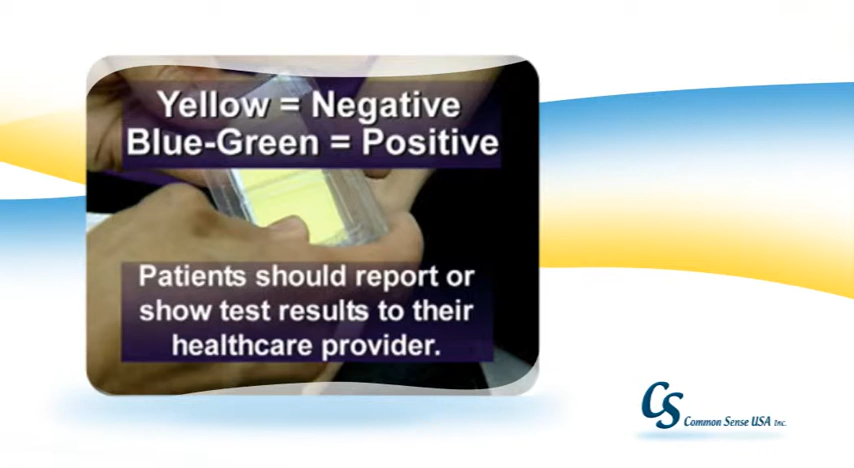 Yellow = Negative
Blue-Green = Positive
Patients should report or
show test results to their
healthcare provider.
CS Common Sense USA Inc.